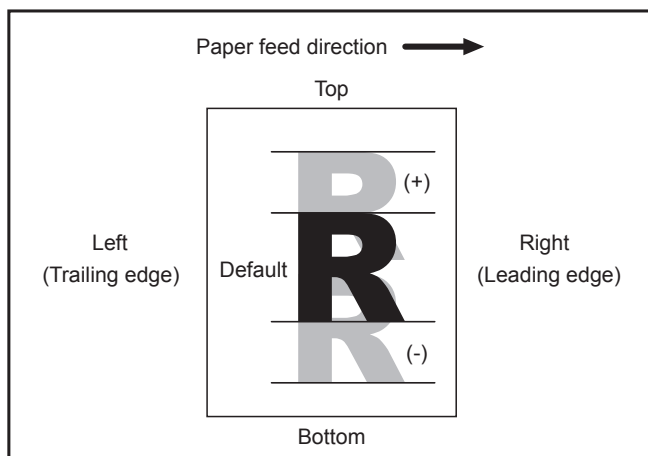 Paper feed direction
Top
(+)
Left
(Trailing edge)
Default
R
Right
(Leading edge)
(-)
Bottom